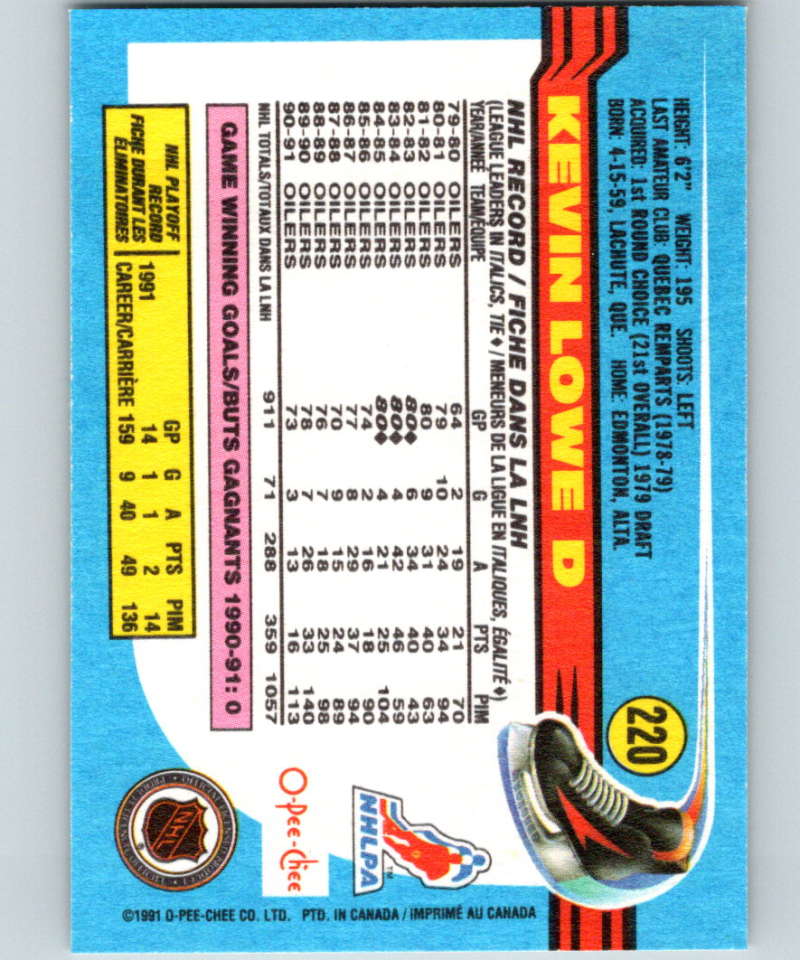 220
HEIGHT: 6'2" WEIGHT: 195 SHOOTS: LEFT
LAST AMATEUR CLUB: QUEBEC REMPARTS (1978-79)
ACQUIRED: 1st ROUND CHOICE (21st OVERALL) 1979 DRAFT
BORN: 4-15-59, LACHUTE, QUE. HOME: EDMONTON, ALTA.
KEVIN LOWE D
NHL RECORD / FICHE DANS LA LNH
(LEAGUE LEADERS IN ITALICS, TIE♦ / MENEURS DE LA LIGUE EN ITALIQUES, ÉGALITÉ ♦)
YEAR/ANNÉE TEAM/ÉQUIPE GP G A PTS PIM
79-80 OILERS 64 2 19 21 70
80-81 OILERS 79 10 24 34 94
81-82 OILERS 80 9 31 40 63
82-83 OILERS 80♦ 6 34 40 43
83-84 OILERS 80♦ 4 42 46 59
84-85 OILERS 80♦ 4 21 25 104
85-86 OILERS 74 2 16 18 90
86-87 OILERS 77 8 29 37 94
87-88 OILERS 70 9 15 24 89
88-89 OILERS 76 7 18 25 98
89-90 OILERS 78 7 26 33 140
90-91 OILERS 73 3 13 16 113
NHL TOTALS/TOTAUX DANS LA LNH 911 71 288 359 1057
GAME WINNING GOALS/BUTS GAGNANTS 1990-91: 0
NHL PLAYOFF RECORD
FICHE DURANT LES ÉLIMINATOIRES
GP G A PTS PIM
1991 14 1 1 2 14
CAREER/CARRIÈRE 159 9 40 49 136
NHLPA
TM
O-Pee-Chee
NHL
®
©1991 O-PEE-CHEE CO. LTD. PTD. IN CANADA / IMPRIMÉ AU CANADA